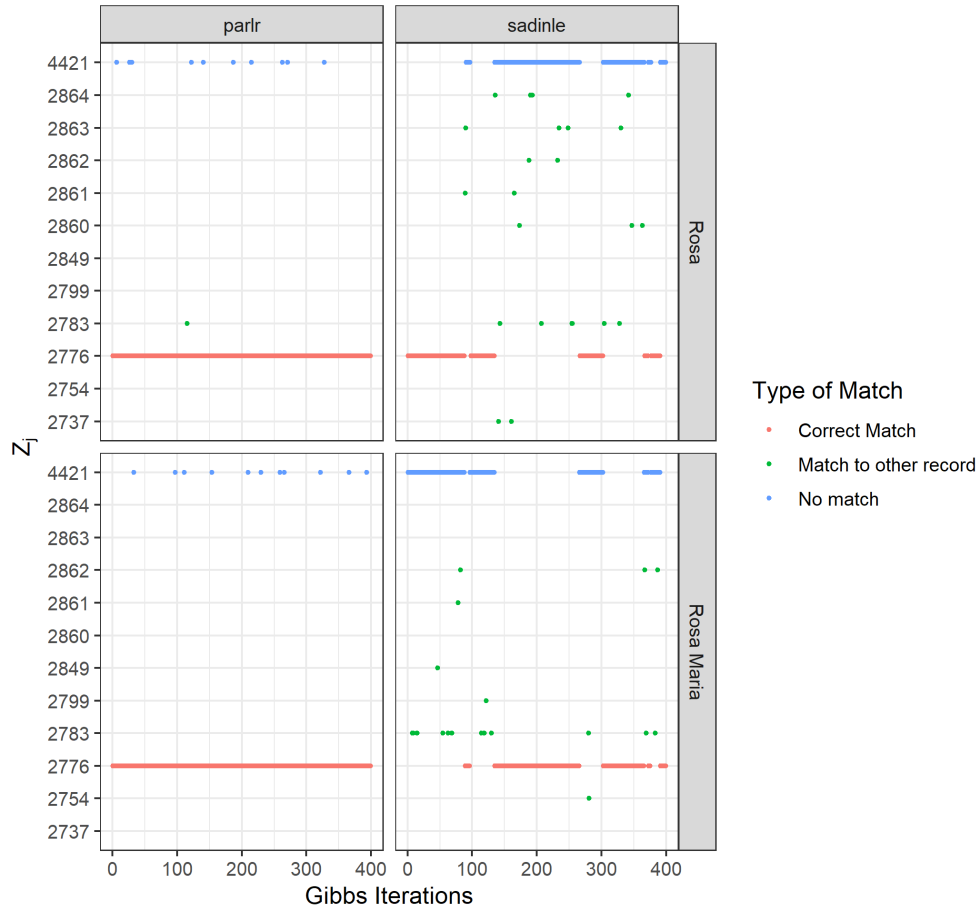 parlr
sadinle
4421
2864
2863
2862
2861
2860
2849
2799
2783
2776
2754
2737
Rosa
Zj
4421
2864
2863
2862
2861
2860
2849
2799
2783
2776
2754
2737
Rosa Maria
0 100 200 300 400
0 100 200 300 400
Gibbs Iterations
Type of Match
Correct Match
Match to other record
No match